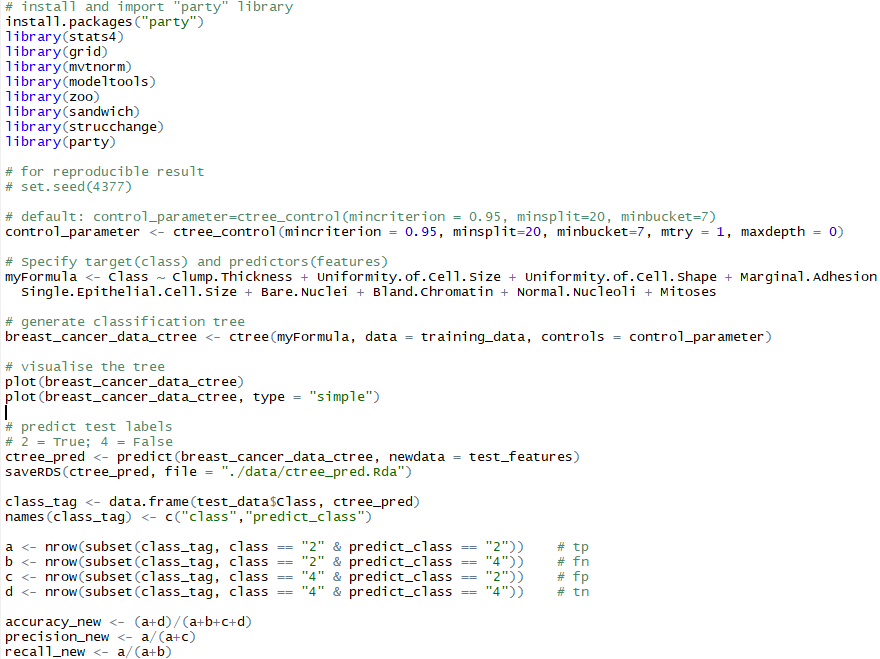 # install and import "party" library
install.packages("party")
library(stats4)
library(grid)
library(mvtnorm)
library(modeltools)
library(zoo)
library(sandwich)
library(strucchange)
library(party)

# for reproducible result
# set.seed(4377)

# default: control_parameter=ctree_control(mincriterion = 0.95, minsplit=20, minbucket=7)
control_parameter <- ctree_control(mincriterion = 0.95, minsplit=20, minbucket=7, mtry = 1, maxdepth = 0)

# Specify target(class) and predictors(features)
myFormula <- Class ~ Clump.Thickness + Uniformity.of.Cell.Size + Uniformity.of.Cell.Shape + Marginal.Adhesion
  Single.Epithelial.Cell.Size + Bare.Nuclei + Bland.Chromatin + Normal.Nucleoli + Mitoses

# generate classification tree
breast_cancer_data_ctree <- ctree(myFormula, data = training_data, controls = control_parameter)

# visualise the tree
plot(breast_cancer_data_ctree)
plot(breast_cancer_data_ctree, type = "simple")

# predict test labels
# 2 = True; 4 = False
ctree_pred <- predict(breast_cancer_data_ctree, newdata = test_features)
saveRDS(ctree_pred, file = "./data/ctree_pred.Rda")

class_tag <- data.frame(test_data$Class, ctree_pred)
names(class_tag) <- c("class","predict_class")

a <- nrow(subset(class_tag, class == "2" & predict_class == "2"))    # tp
b <- nrow(subset(class_tag, class == "2" & predict_class == "4"))    # fn
c <- nrow(subset(class_tag, class == "4" & predict_class == "2"))    # fp
d <- nrow(subset(class_tag, class == "4" & predict_class == "4"))    # tn

accuracy_new <- (a+d)/(a+b+c+d)
precision_new <- a/(a+c)
recall_new <- a/(a+b)